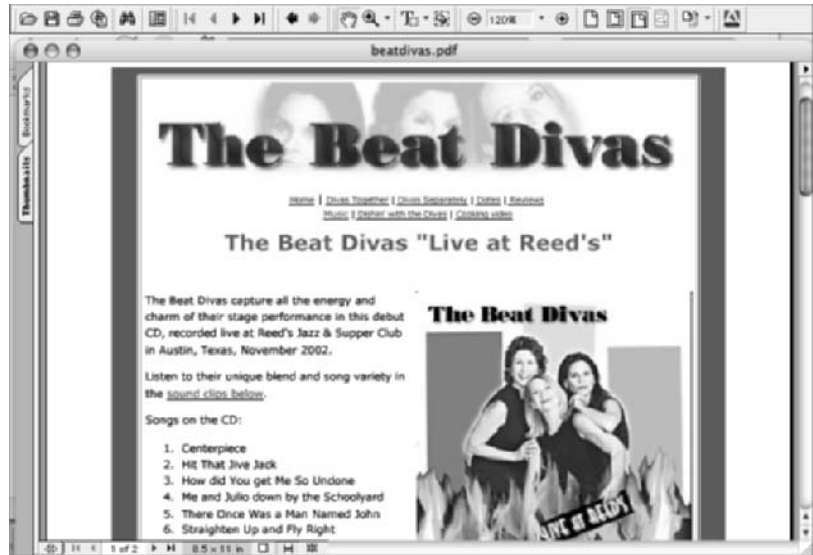 120%
beatdivas.pdf
Bookmarks
Thumbnails
The Beat Divas
Home | Divas Together | Divas Separately | Dates | Reviews
Music | Dishin' with the Divas | Cooking video
The Beat Divas "Live at Reed's"
The Beat Divas capture all the energy and
charm of their stage performance in this debut
CD, recorded live at Reed's Jazz & Supper Club
in Austin, Texas, November 2002.
Listen to their unique blend and song variety in
the sound clips below.
Songs on the CD:
1. Centerpiece
2. Hit That Jive Jack
3. How did You get Me So Undone
4. Me and Julio down by the Schoolyard
5. There Once Was a Man Named John
6. Straighten Up and Fly Right
The Beat Divas
LIVE at REEDS
1 of 2
8.5 x 11 in